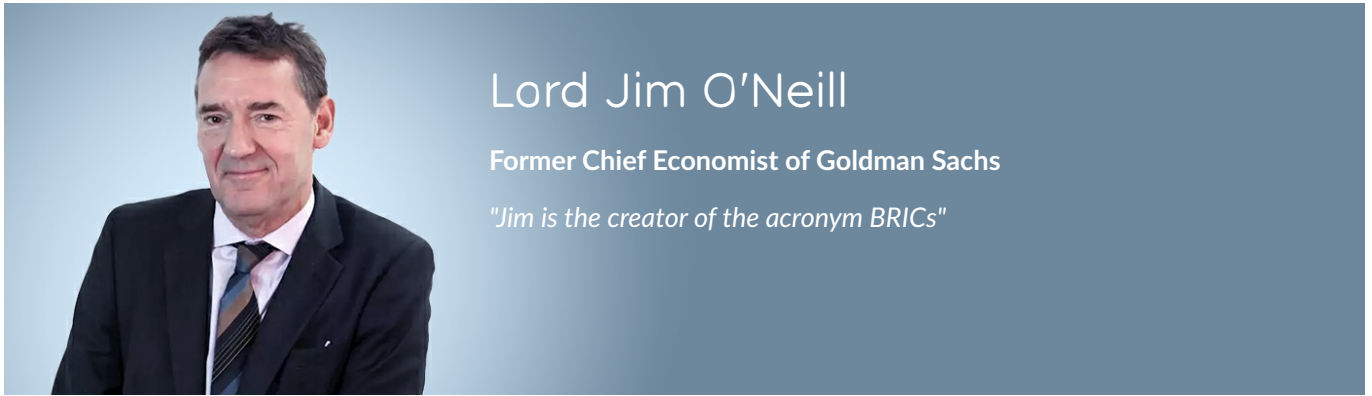 Lord Jim O'Neill
Former Chief Economist of Goldman Sachs
"Jim is the creator of the acronym BRICs"